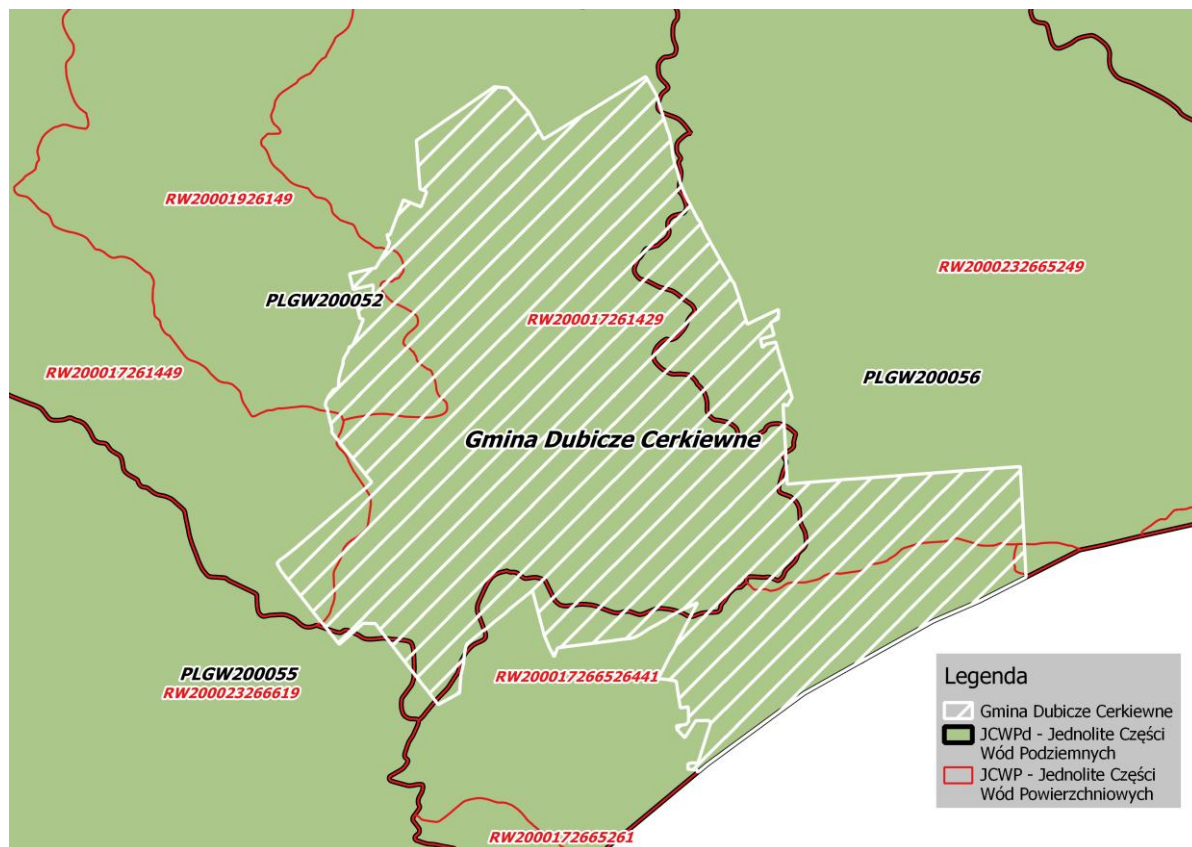 RW20001926149
RW2000232665249
PLGW200052
RW200017261429
RW200017261449
PLGW200056
Gmina Dubicze Cerkiewne
PLGW200055
RW200023266619
RW200017266526441
RW2000172665261
Legenda
Gmina Dubicze Cerkiewne
JCWPd - Jednolite Części
Wód Podziemnych
JCWP - Jednolite Części
Wód Powierzchniowych